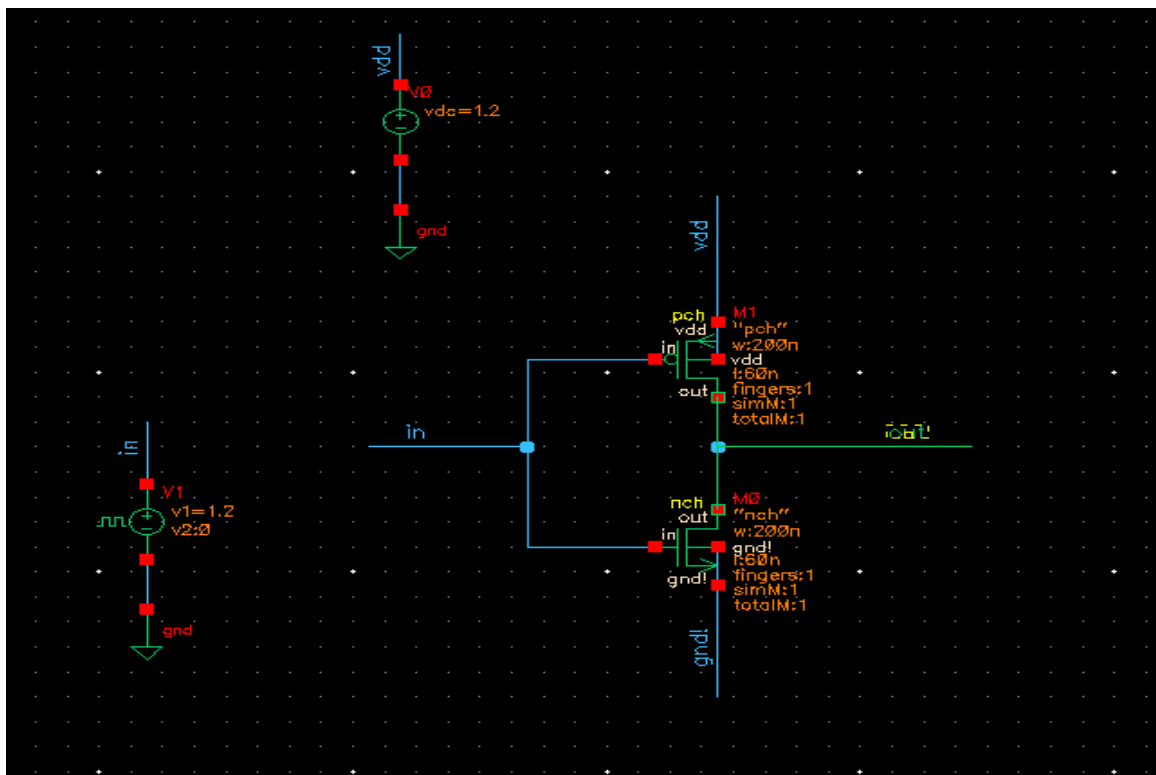 vdd
V0
vdc=1.2
gnd
vdd
pch
M1
vdd
"pch"
w:200n
in
vdd
l:60n
out
fingers:1
simM:1
totalM:1
in
in
V1
v1=1.2
v2:0
gnd
nch
M0
out
"nch"
w:200n
in
gnd!
l:60n
gnd!
fingers:1
simM:1
totalM:1
gnd!